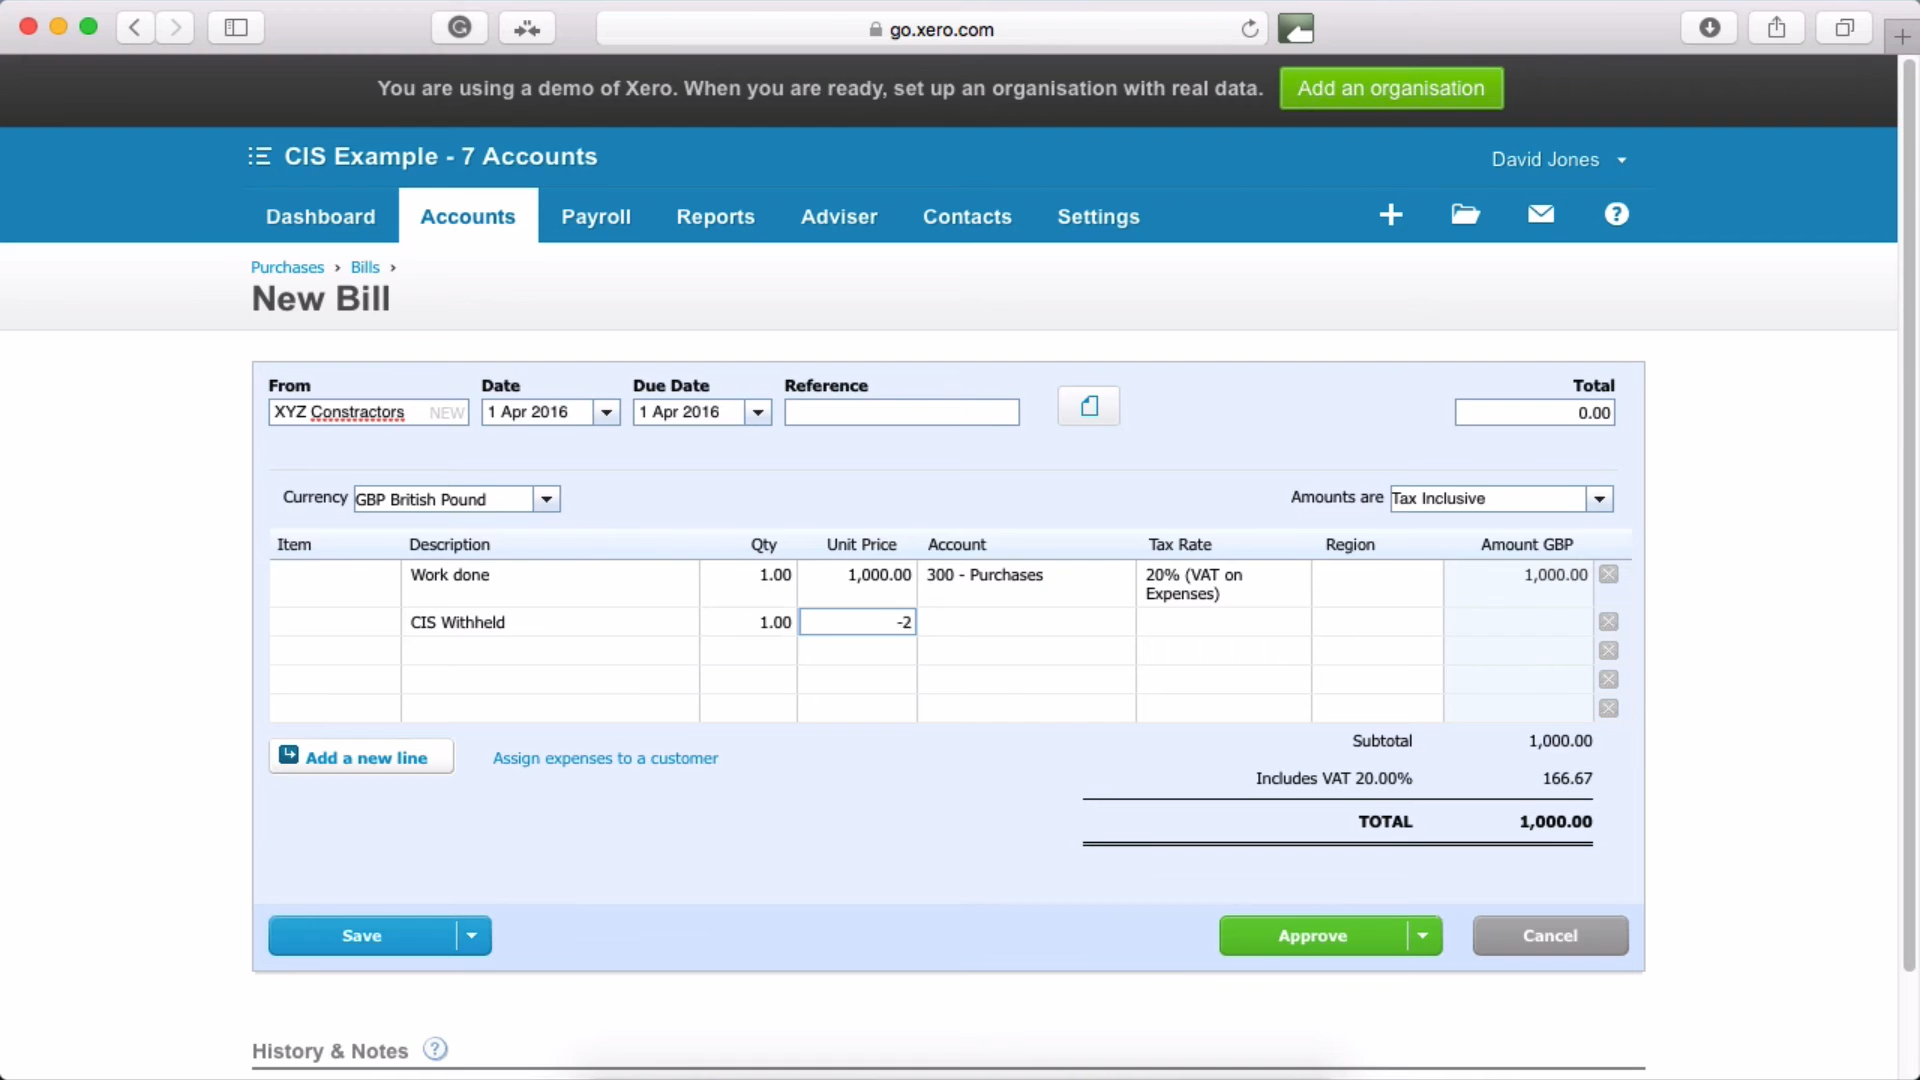 go.xero.com
You are using a demo of Xero. When you are ready, set up an organisation with real data. Add an organisation
CIS Example - 7 Accounts
David Jones
Dashboard Accounts Payroll Reports Adviser Contacts Settings
Purchases › Bills ›
New Bill
From Date Due Date Reference Total
XYZ Constractors NEW 1 Apr 2016 1 Apr 2016 0.00
Currency GBP British Pound Amounts are Tax Inclusive
Item Description Qty Unit Price Account Tax Rate Region Amount GBP
Work done 1.00 1,000.00 300 - Purchases 20% (VAT on 1,000.00
Expenses)
CIS Withheld 1.00 -2
Subtotal 1,000.00
Add a new line Assign expenses to a customer
Includes VAT 20.00% 166.67
TOTAL 1,000.00
Save Approve Cancel
History & Notes ?